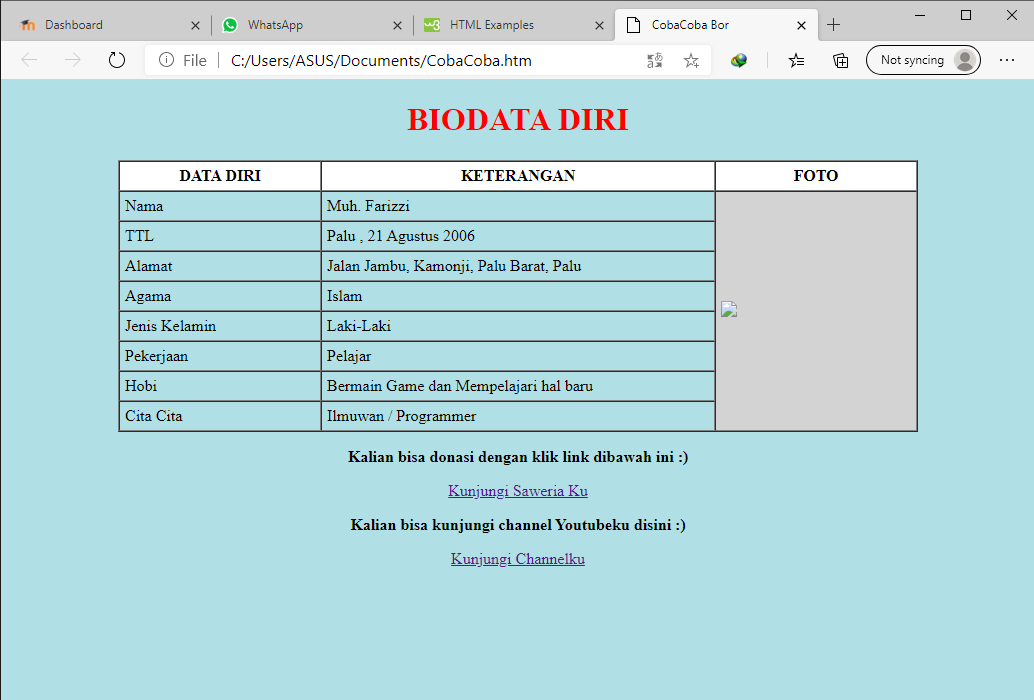 Dashboard
WhatsApp
HTML Examples
CobaCoba Bor
File
C:/Users/ASUS/Documents/CobaCoba.htm
Not syncing
BIODATA DIRI
DATA DIRI KETERANGAN FOTO
Nama Muh. Farizzi
TTL Palu , 21 Agustus 2006
Alamat Jalan Jambu, Kamonji, Palu Barat, Palu
Agama Islam
Jenis Kelamin Laki-Laki
Pekerjaan Pelajar
Hobi Bermain Game dan Mempelajari hal baru
Cita Cita Ilmuwan / Programmer
Kalian bisa donasi dengan klik link dibawah ini :)
Kunjungi Saweria Ku
Kalian bisa kunjungi channel Youtubeku disini :)
Kunjungi Channelku